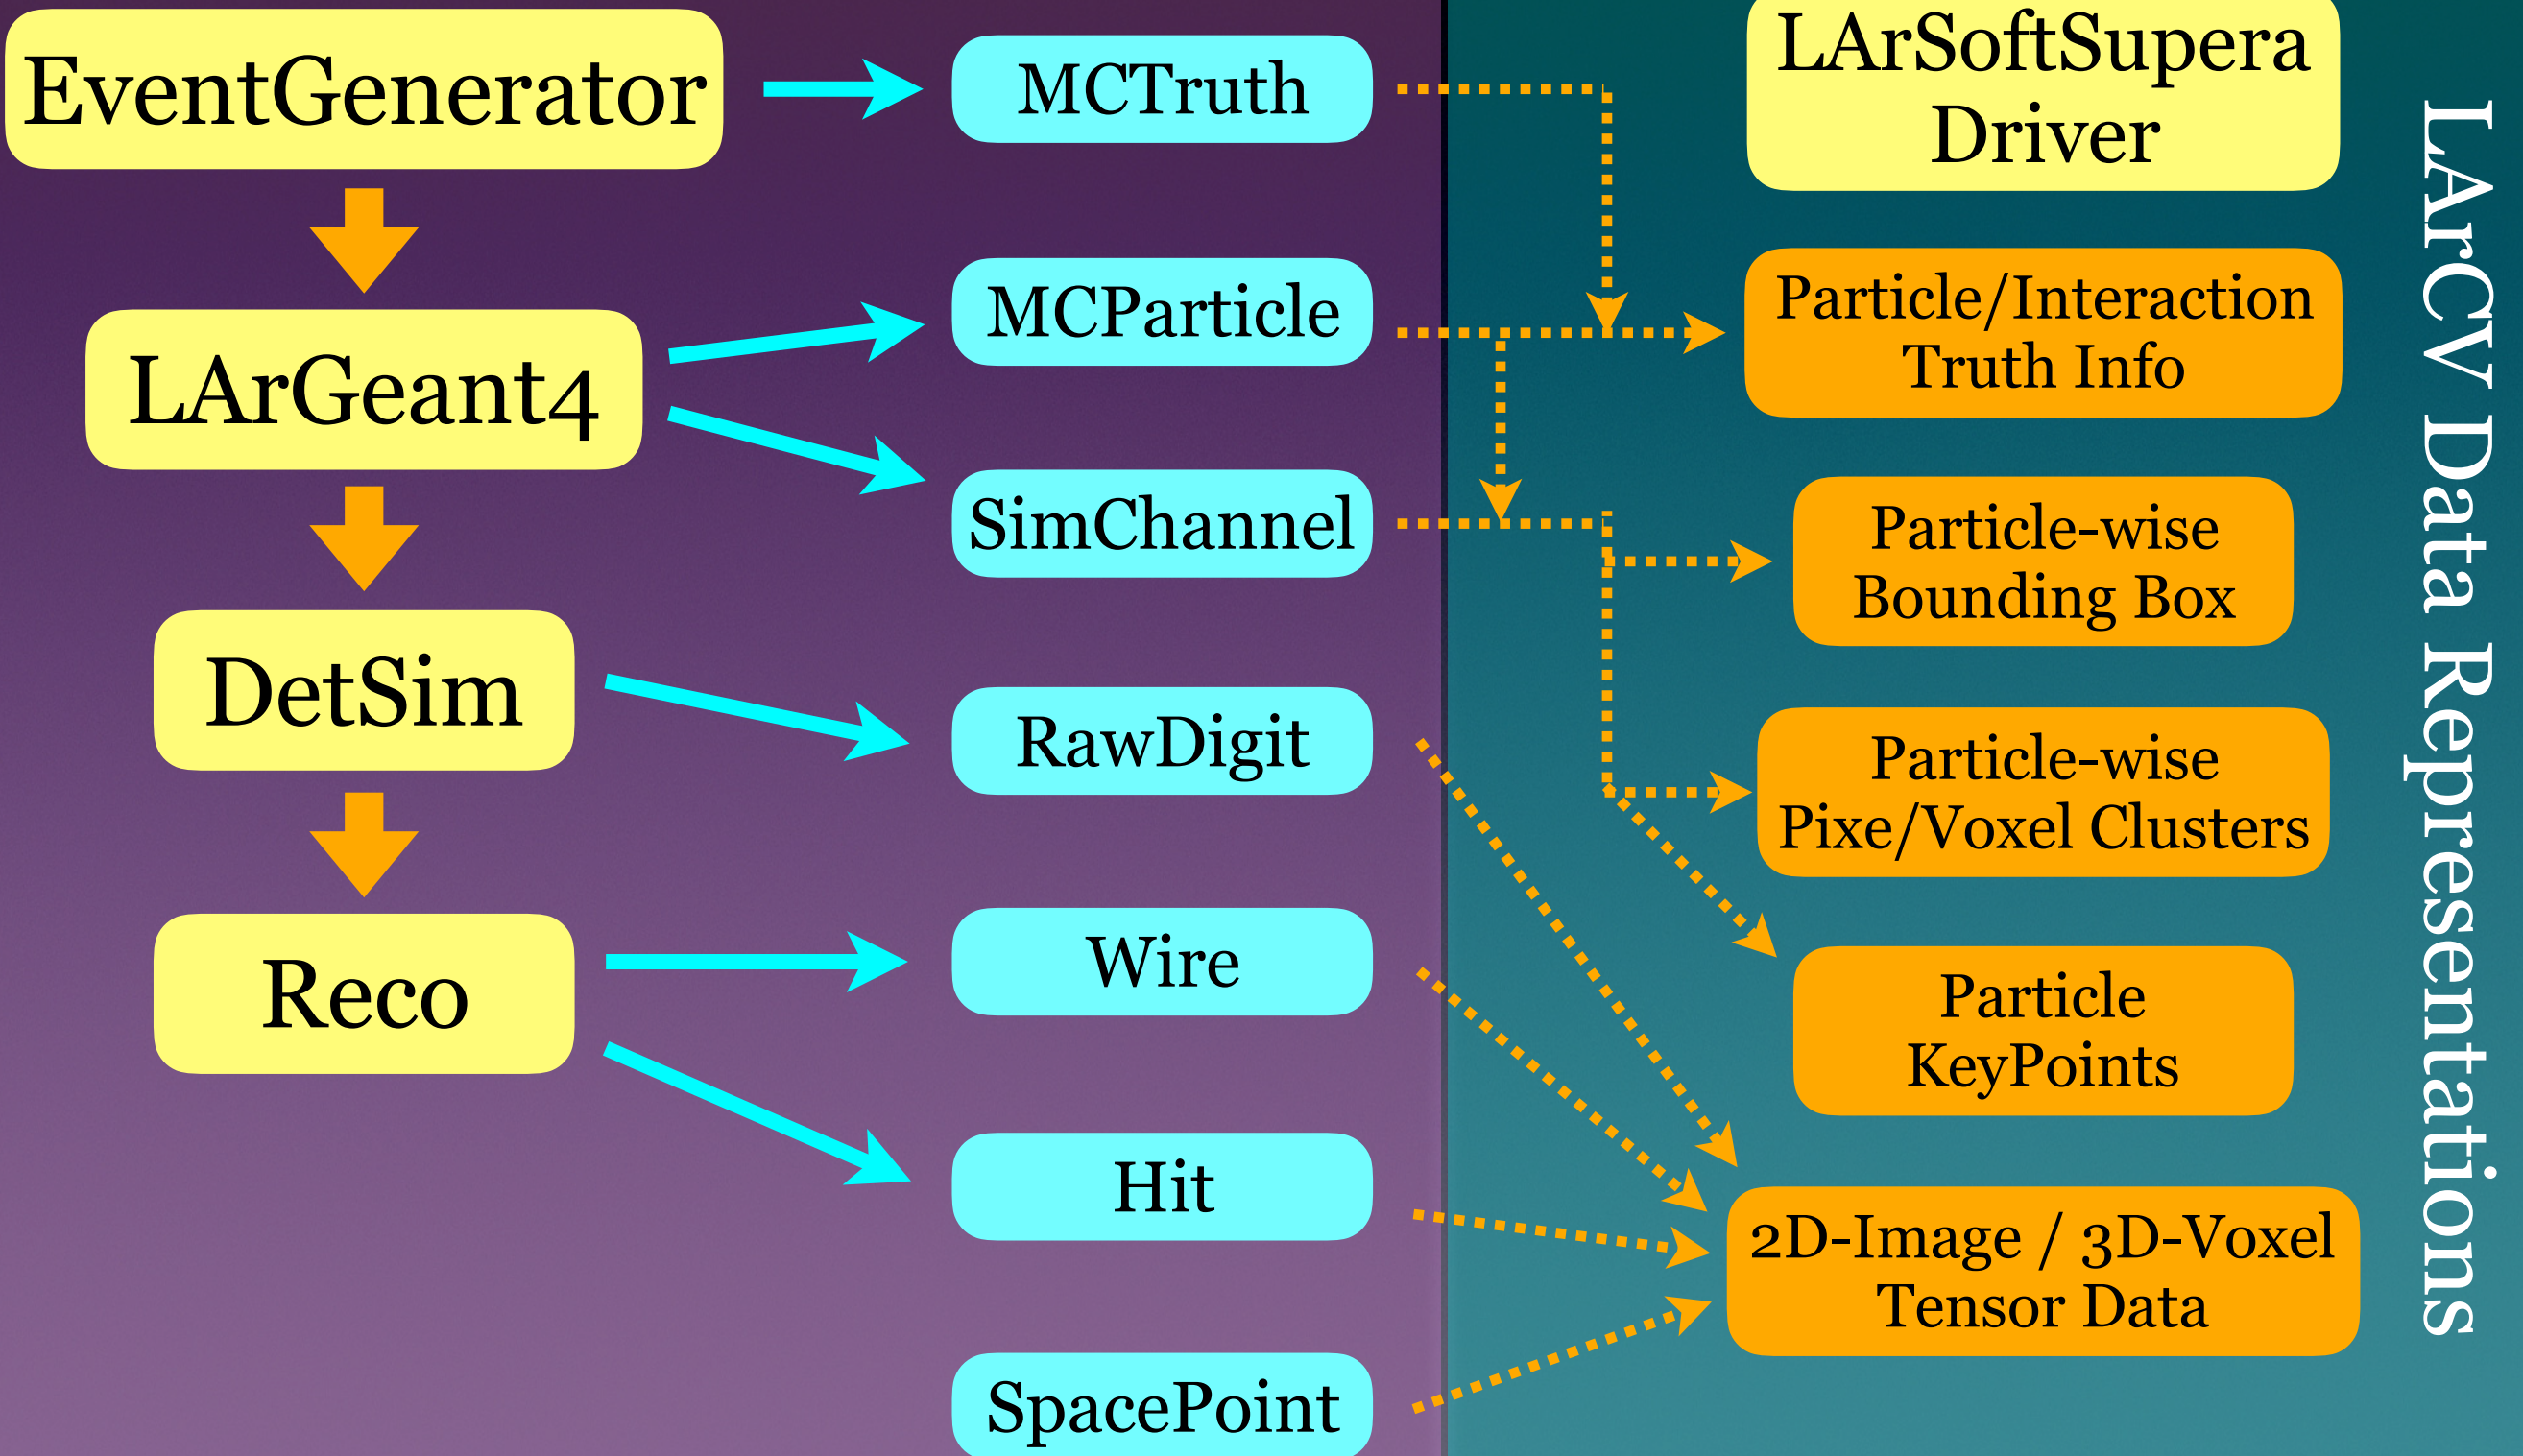 EventGenerator
LArGeant4
DetSim
Reco
MCTruth
MCParticle
SimChannel
RawDigit
Wire
Hit
SpacePoint
LArSoftSupera
Driver
Particle/Interaction
Truth Info
Particle-wise
Bounding Box
Particle-wise
Pixe/Voxel Clusters
Particle
KeyPoints
2D-Image / 3D-Voxel
Tensor Data
LArCV Data Representations